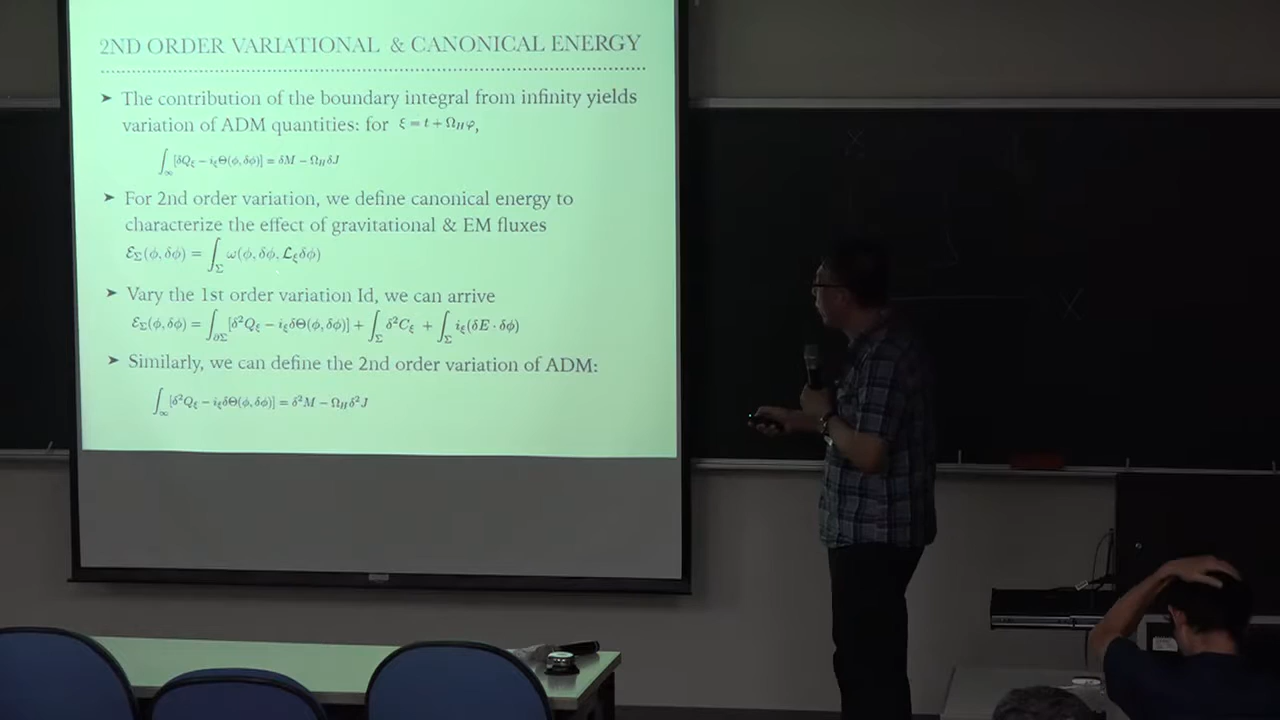 2ND ORDER VARIATIONAL & CANONICAL ENERGY
➤ The contribution of the boundary integral from infinity yields
variation of ADM quantities: for ξ = t + Ω_H φ,
∫_∞ [δQ_ξ − i_ξΘ(ϕ, δϕ)] = δM − Ω_H δJ
➤ For 2nd order variation, we define canonical energy to
characterize the effect of gravitational & EM fluxes
ℰ_Σ(ϕ, δϕ) = ∫_Σ ω(ϕ, δϕ, ℒ_ξ δϕ)
➤ Vary the 1st order variation Id, we can arrive
ℰ_Σ(ϕ, δϕ) = ∫_∂Σ [δ²Q_ξ − i_ξ δΘ(ϕ, δϕ)] + ∫_Σ δ²C_ξ + ∫_Σ i_ξ(δE · δϕ)
➤ Similarly, we can define the 2nd order variation of ADM:
∫_∞ [δ²Q_ξ − i_ξ δΘ(ϕ, δϕ)] = δ²M − Ω_H δ²J